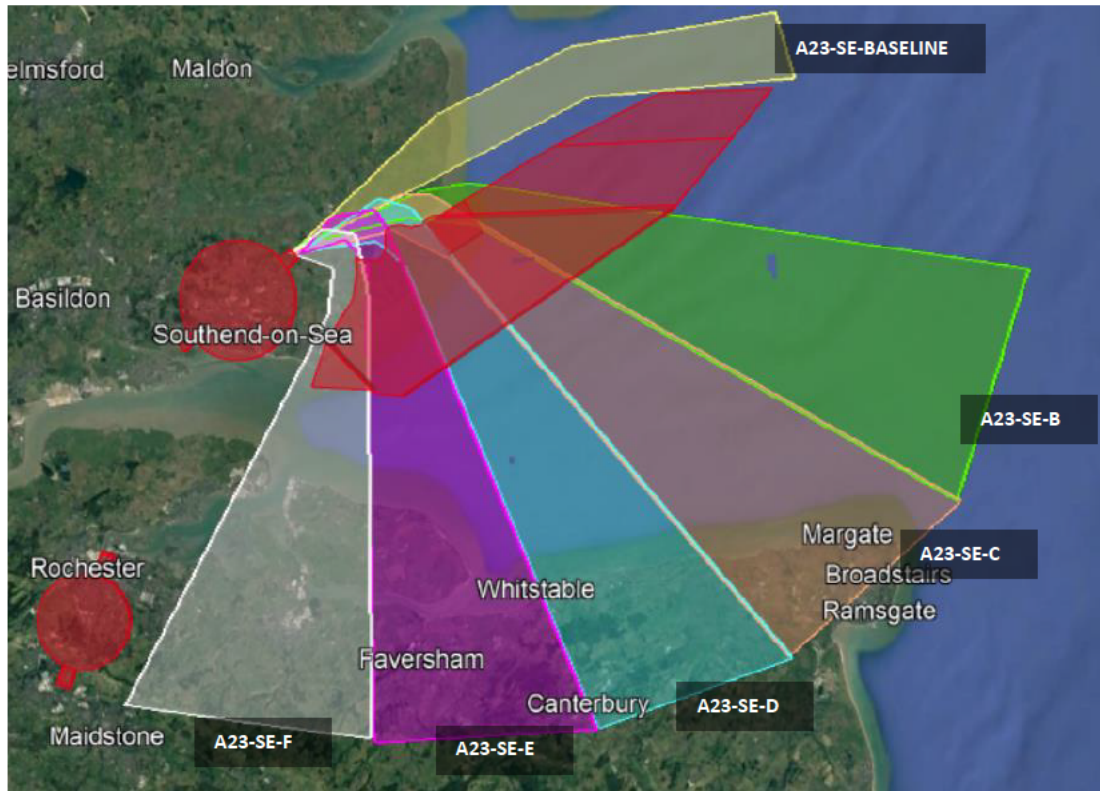 A23-SE-BASELINE
elmsford
Maldon
Basildon
Southend-on-Sea
A23-SE-B
Margate
A23-SE-C
Broadstairs
Rochester
Whitstable
Ramsgate
Faversham
Canterbury
A23-SE-D
Maidstone
A23-SE-F
A23-SE-E